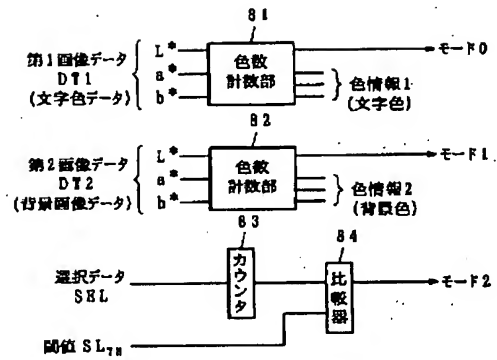 81
第1画像データ
DT1
(文字色データ)
L*
a*
b*
色数
計数部
モード0
色情報1
(文字色)
82
第2画像データ
DT2
(背景画像データ)
L*
a*
b*
色数
計数部
モード1
色情報2
(背景色)
83
84
選択データ
SEL
カウンタ
比較器
モード2
閾値 SL_TH